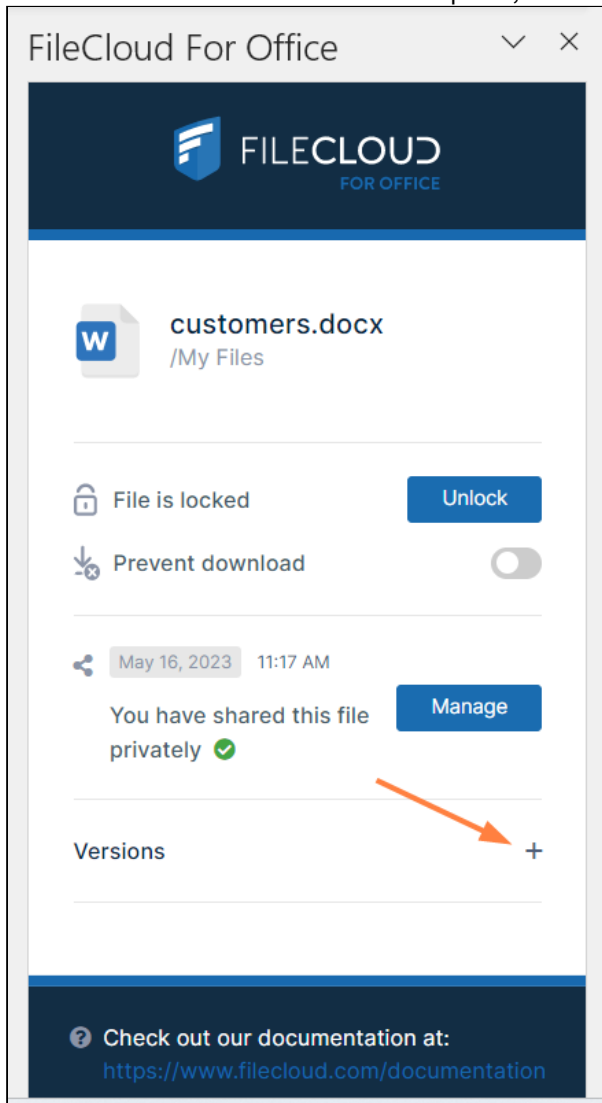 FileCloud For Office
FILECLOUD
FOR OFFICE
W
customers.docx
/My Files
File is locked
Unlock
Prevent download
May 16, 2023 11:17 AM
You have shared this file
privately
Manage
Versions +
Check out our documentation at:
https://www.filecloud.com/documentation